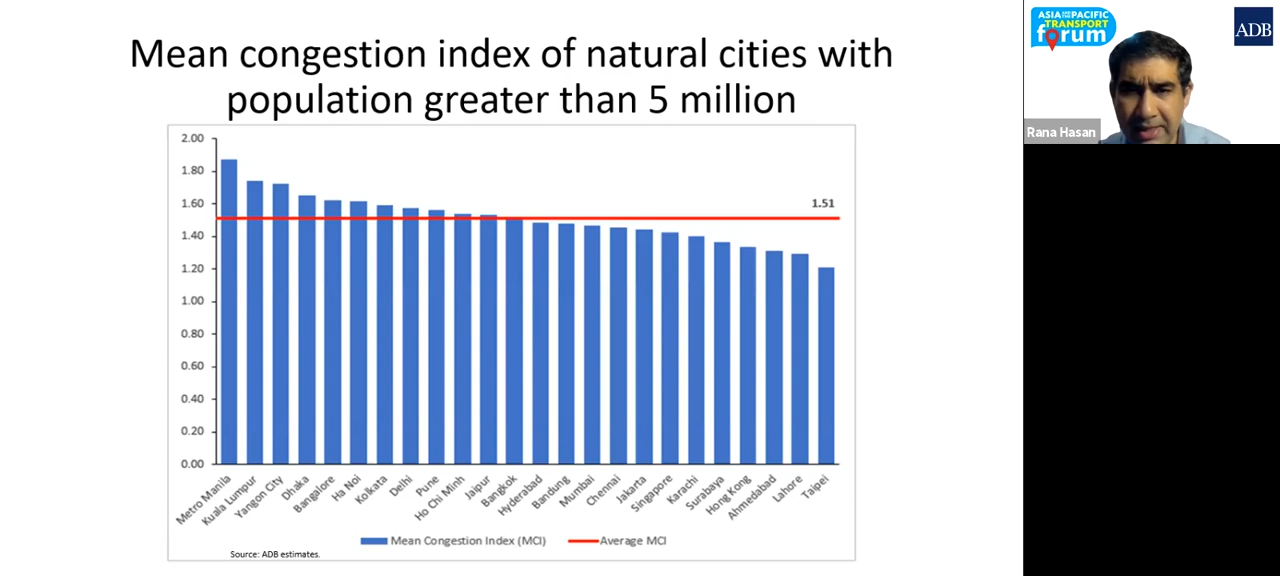 Mean congestion index of natural cities with
population greater than 5 million
2.00
1.80
1.60
1.40
1.20
1.00
0.80
0.60
0.40
0.20
0.00
1.51
Metro Manila
Kuala Lumpur
Yangon City
Dhaka
Bangalore
Ha Noi
Kolkata
Delhi
Pune
Ho Chi Minh
Jaipur
Bangkok
Hyderabad
Bandung
Mumbai
Chennai
Jakarta
Singapore
Karachi
Surabaya
Hong Kong
Ahmedabad
Lahore
Taipei
Mean Congestion Index (MCI)
Average MCI
Source: ADB estimates.
ASIA AND THE PACIFIC
TRANSPORT
forum
ADB
Rana Hasan